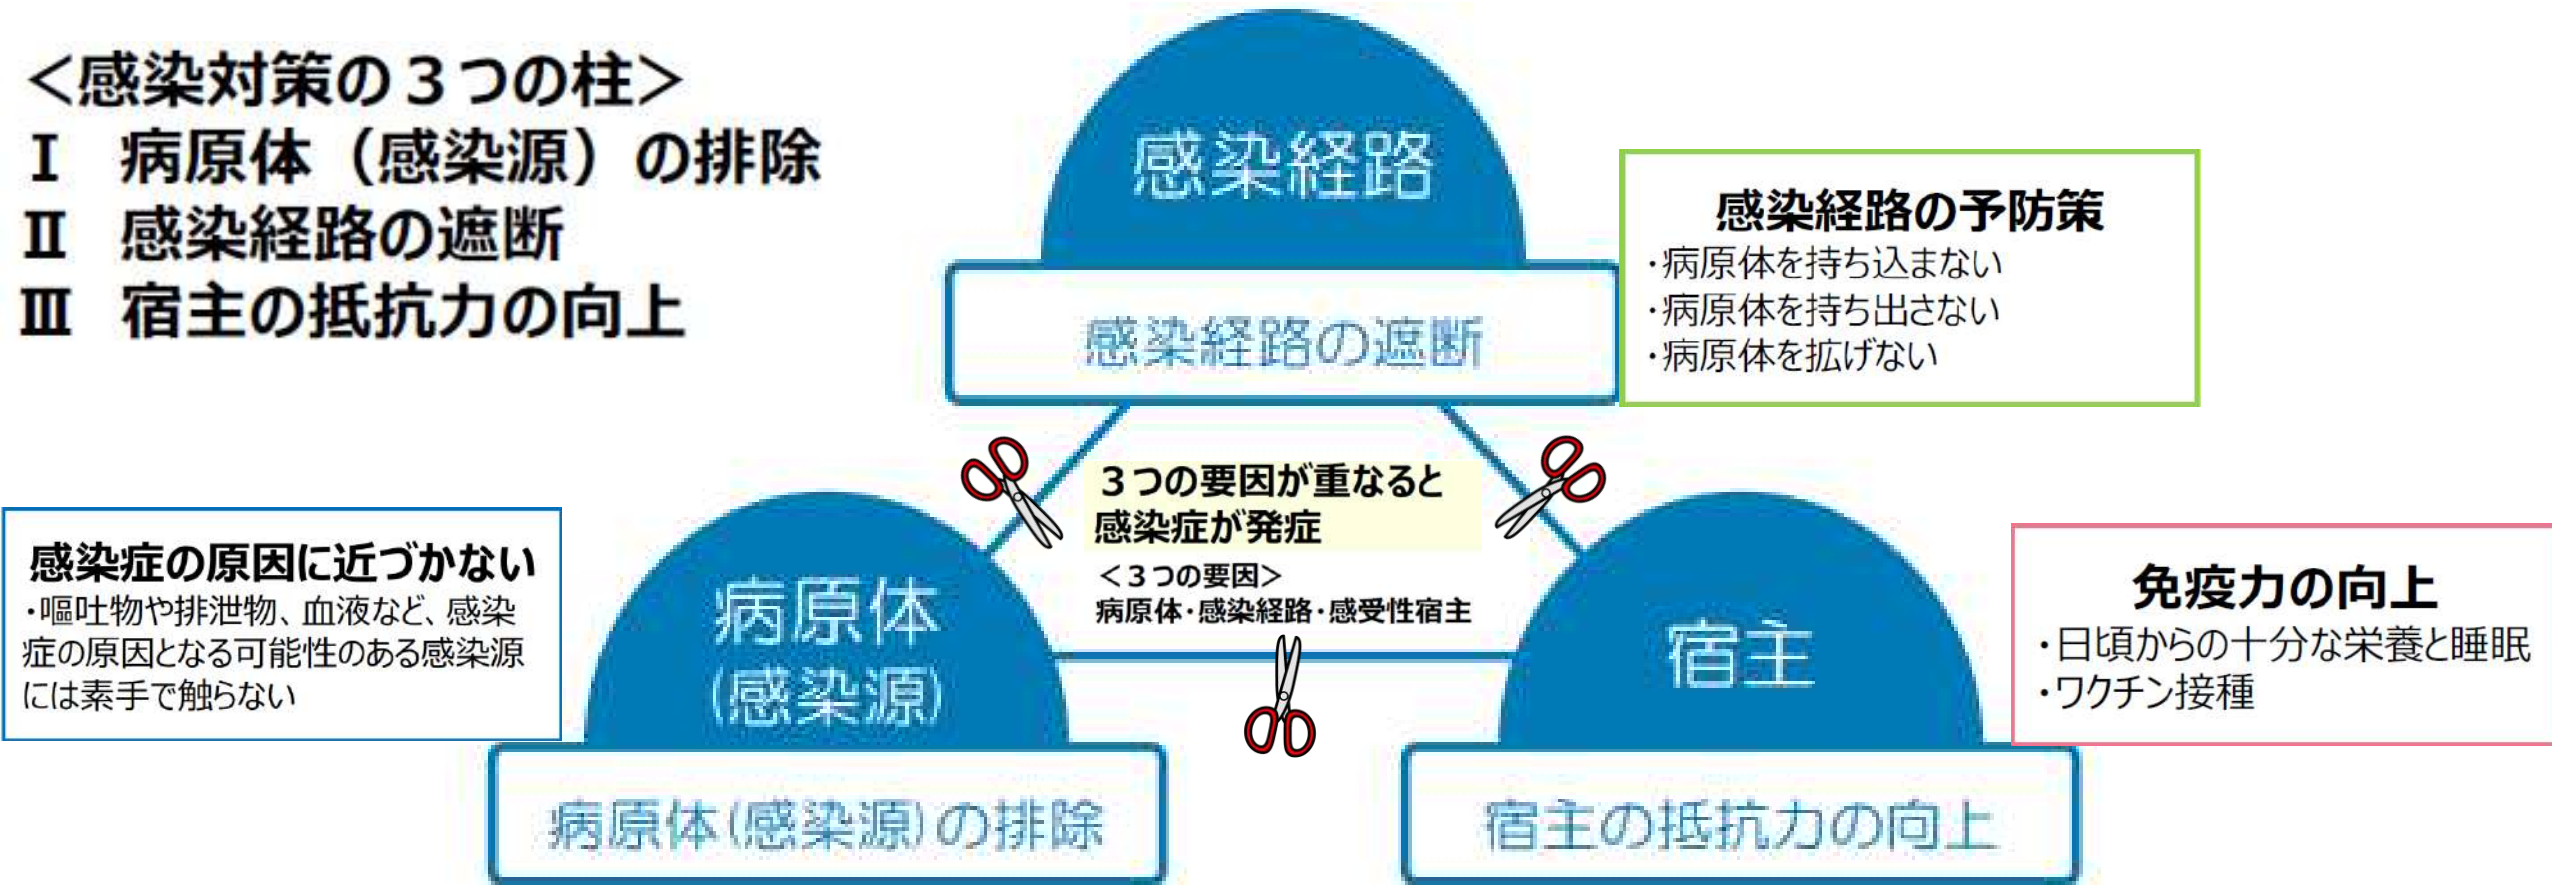 ＜感染対策の３つの柱＞
Ⅰ　病原体（感染源）の排除
Ⅱ　感染経路の遮断
Ⅲ　宿主の抵抗力の向上
感染経路
感染経路の遮断
感染経路の予防策
・病原体を持ち込まない
・病原体を持ち出さない
・病原体を拡げない
３つの要因が重なると
感染症が発症
＜３つの要因＞
病原体・感染経路・感受性宿主
感染症の原因に近づかない
・嘔吐物や排泄物、血液など、感染
症の原因となる可能性のある感染源
には素手で触らない
病原体
(感染源)
病原体(感染源)の排除
宿主
宿主の抵抗力の向上
免疫力の向上
・日頃からの十分な栄養と睡眠
・ワクチン接種